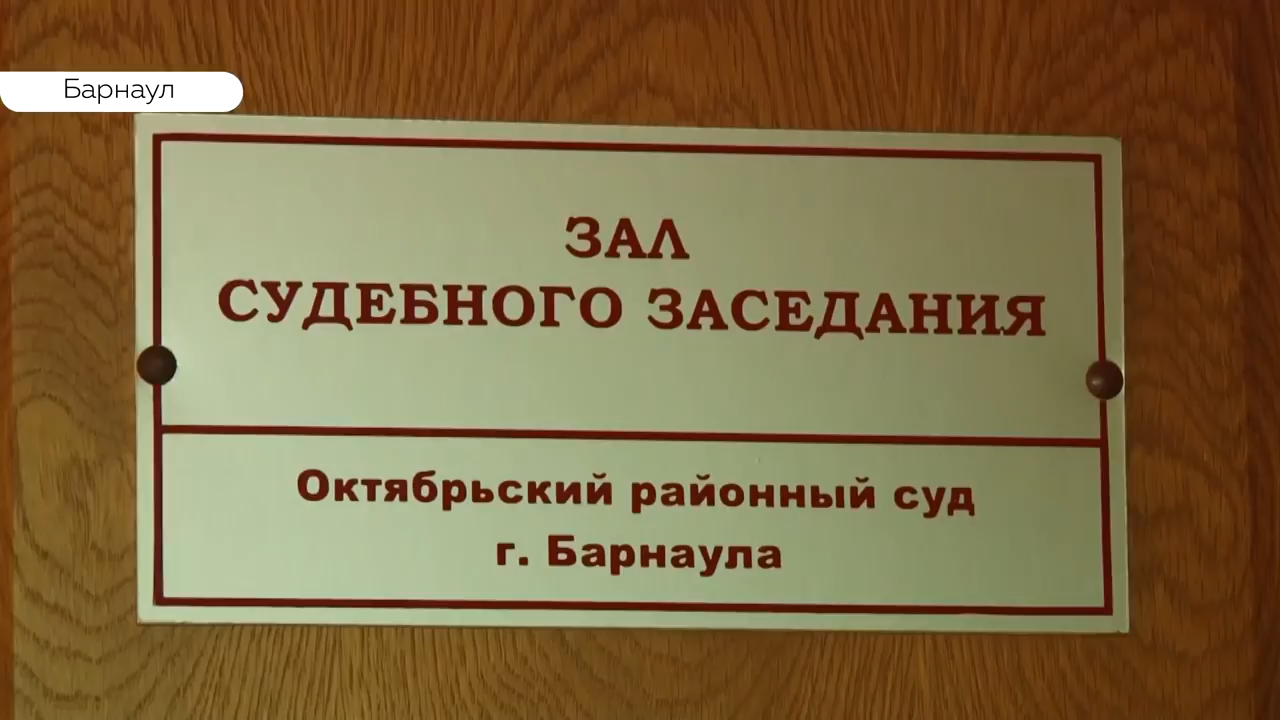 Барнаул
ЗАЛ
СУДЕБНОГО ЗАСЕДАНИЯ
Октябрьский районный суд
г. Барнаула